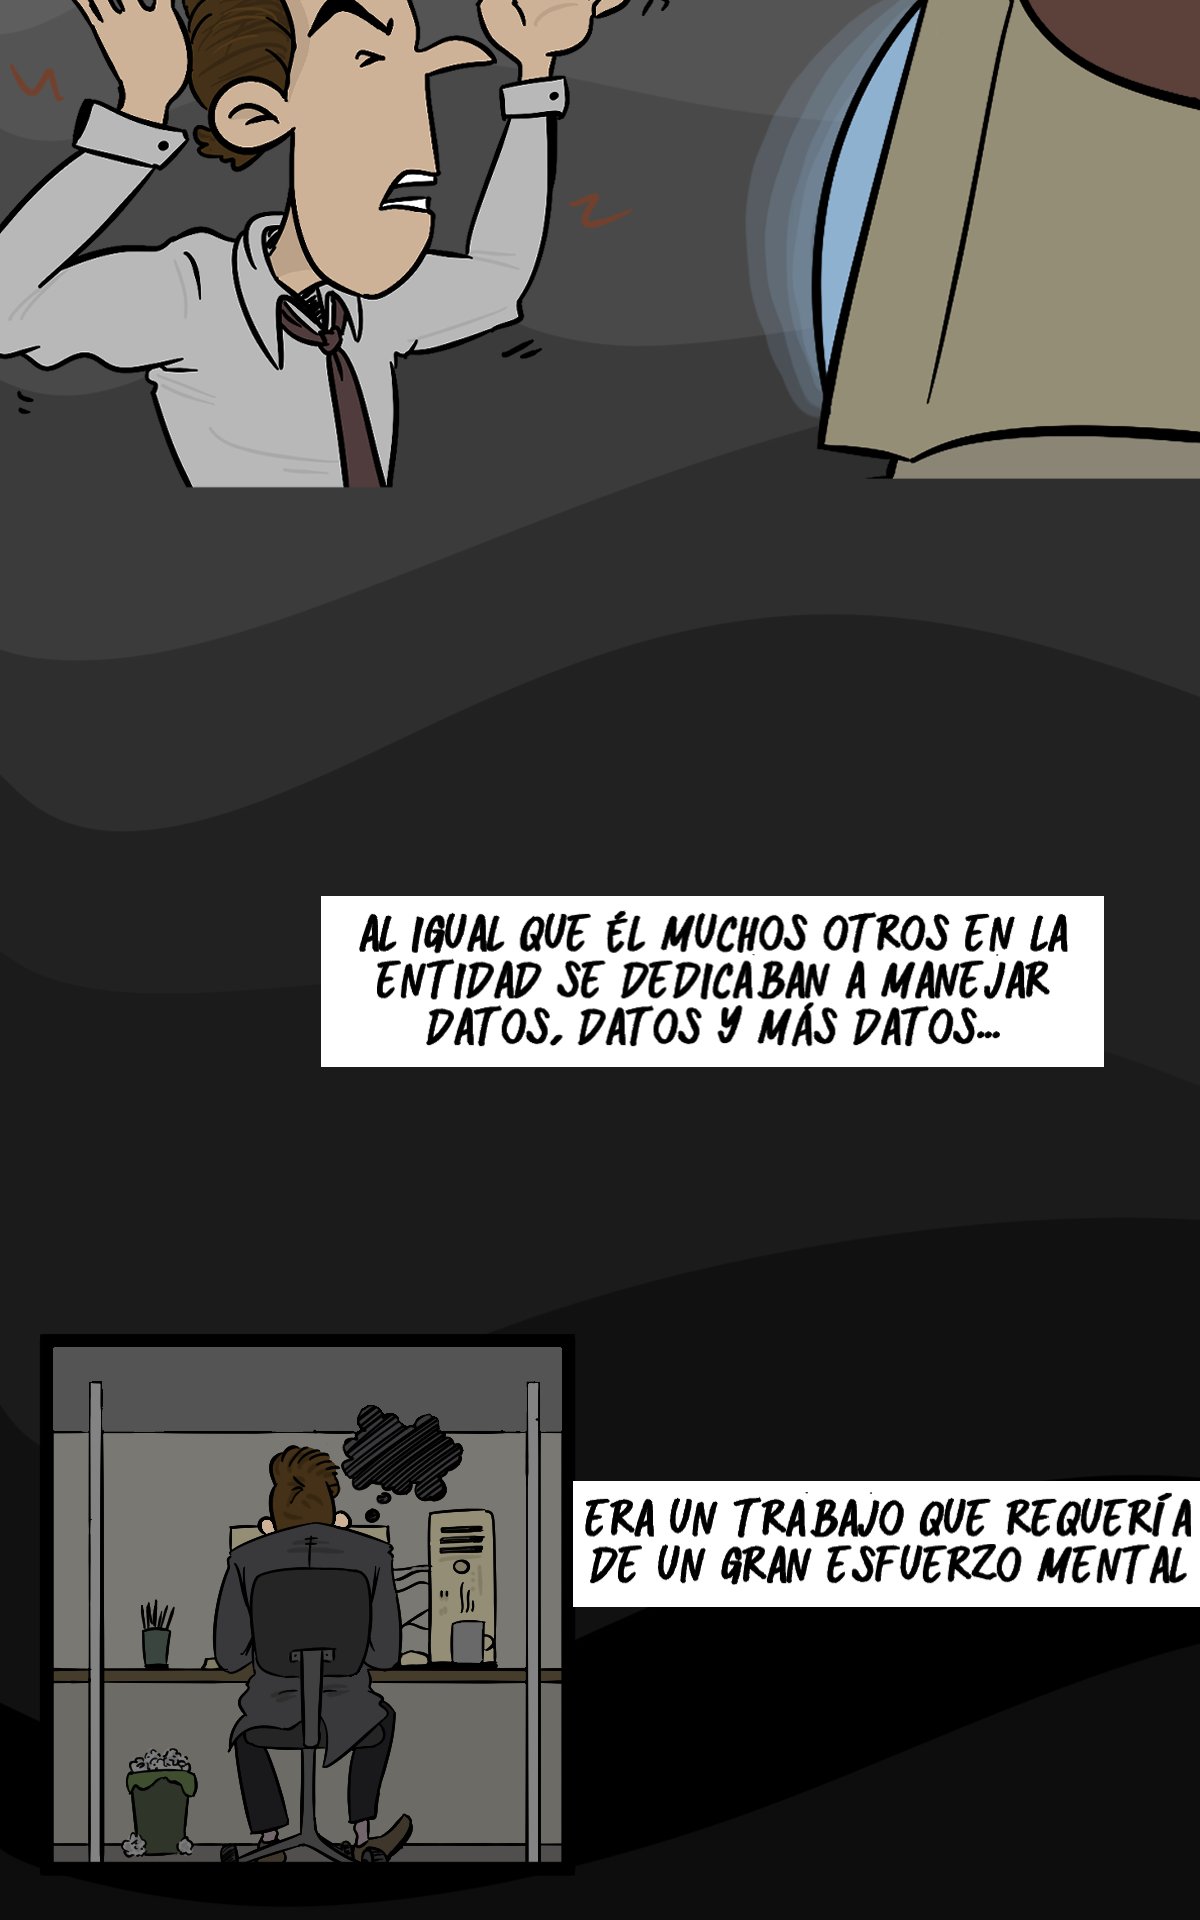 AL IGUAL QUE ÉL MUCHOS OTROS EN LA
ENTIDAD SE DEDICABAN A MANEJAR
DATOS, DATOS Y MÁS DATOS...
ERA UN TRABAJO QUE REQUERÍA
DE UN GRAN ESFUERZO MENTAL